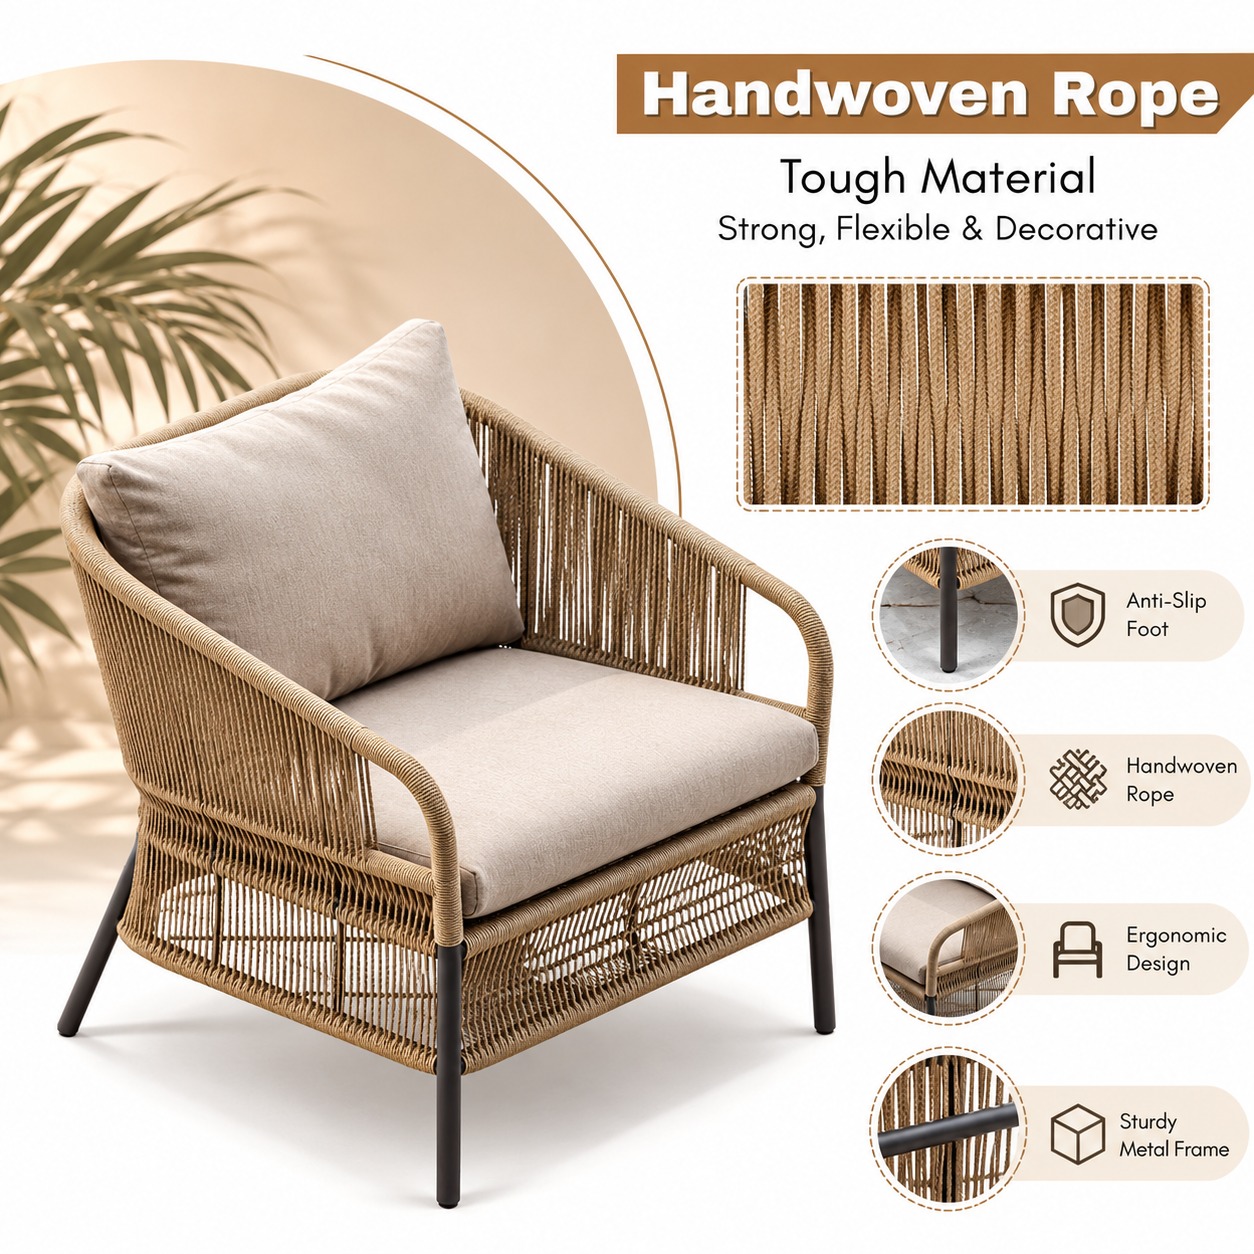 Handwoven Rope
Tough Material
Strong, Flexible & Decorative
Anti-Slip
Foot
Handwoven
Rope
Ergonomic
Design
Sturdy
Metal Frame